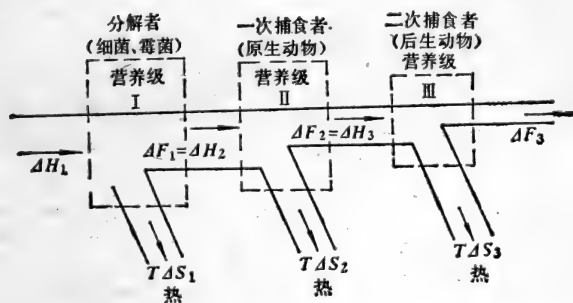 分解者
(细菌、霉菌)
营养级
I
一次捕食者
(原生动物)
营养级
II
二次捕食者
(后生动物)
营养级
III
ΔH₁
ΔF₁=ΔH₂
ΔF₂=ΔH₃
ΔF₃
TΔS₁
热
TΔS₂
热
TΔS₃
热